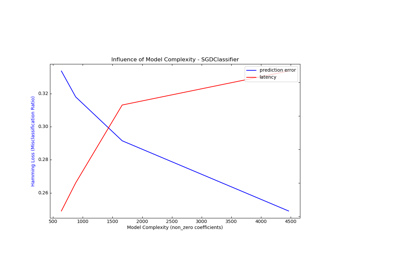 Influence of Model Complexity - SGDClassifier
prediction error
latency
Hamming Loss (Misclassification Ratio)
0.32
0.30
0.28
0.26
500 1000 1500 2000 2500 3000 3500 4000 4500
Model Complexity (non_zero coefficients)